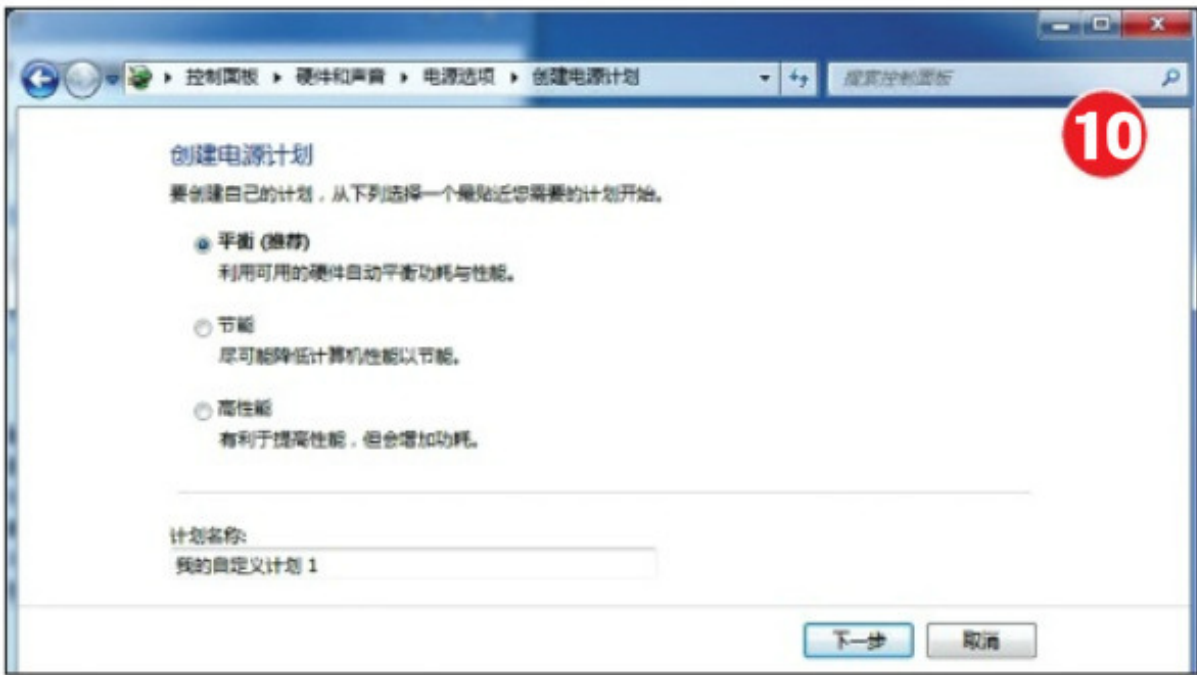 控制面板 ▸ 硬件和声音 ▸ 电源选项 ▸ 创建电源计划
搜索控制面板
10
创建电源计划
要创建自己的计划，从下列选择一个最贴近您需要的计划开始。
平衡 (推荐)
利用可用的硬件自动平衡功耗与性能。
节能
尽可能降低计算机性能以节能。
高性能
有利于提高性能，但会增加功耗。
计划名称:
我的自定义计划 1
下一步 取消